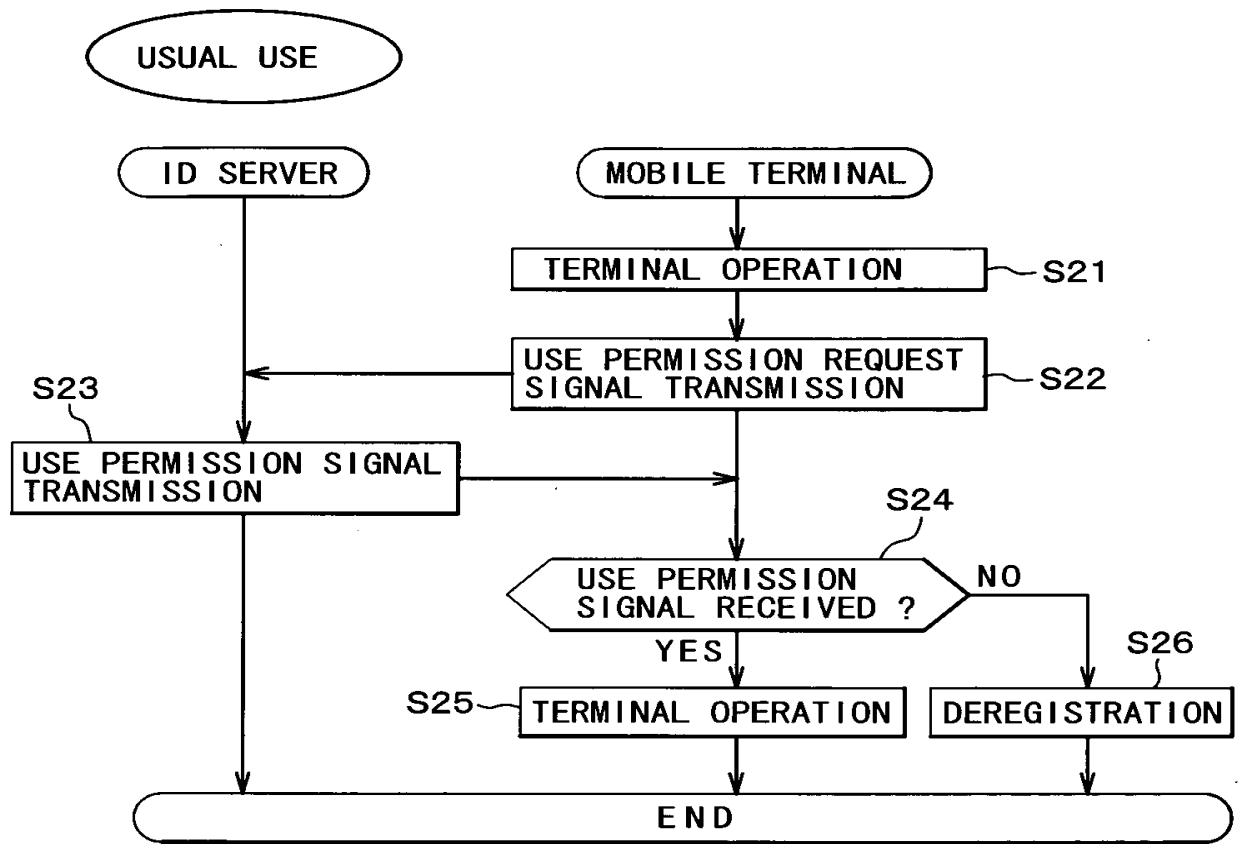 USUAL USE
ID SERVER
MOBILE TERMINAL
TERMINAL OPERATION
S21
USE PERMISSION REQUEST
SIGNAL TRANSMISSION
S22
S23
USE PERMISSION SIGNAL
TRANSMISSION
S24
USE PERMISSION
SIGNAL RECEIVED ?
NO
YES
S26
S25
TERMINAL OPERATION
DEREGISTRATION
END